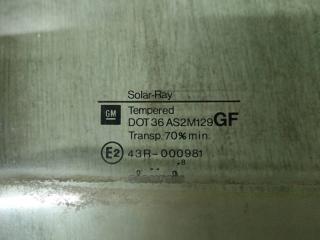 Solar-Ray
GM Tempered
DOT 36 AS2M129 GF
Transp. 70% min.
E2 43R-000981